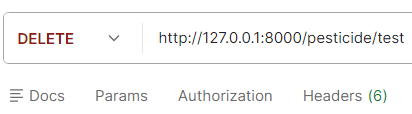 DELETE http://127.0.0.1:8000/pesticide/test
Docs Params Authorization Headers (6)